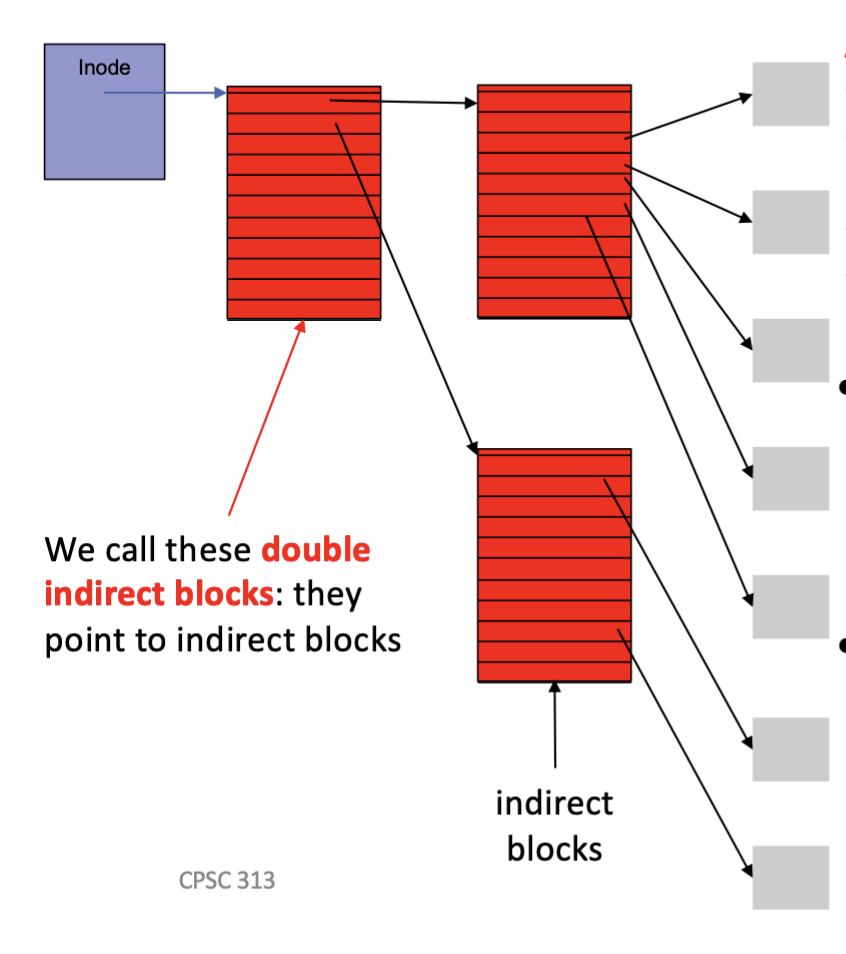 Inode
We call these double
indirect blocks: they
point to indirect blocks
indirect
blocks
CPSC 313